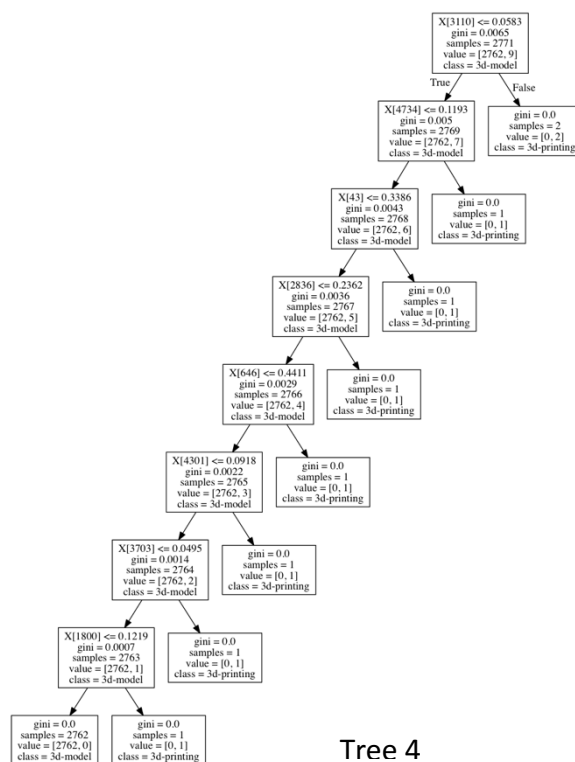 X[3110] <= 0.0583
gini = 0.0065
samples = 2771
value = [2762, 9]
class = 3d-model
True
False
X[4734] <= 0.1193
gini = 0.005
samples = 2769
value = [2762, 7]
class = 3d-model
gini = 0.0
samples = 2
value = [0, 2]
class = 3d-printing
X[43] <= 0.3386
gini = 0.0043
samples = 2768
value = [2762, 6]
class = 3d-model
gini = 0.0
samples = 1
value = [0, 1]
class = 3d-printing
X[2836] <= 0.2362
gini = 0.0036
samples = 2767
value = [2762, 5]
class = 3d-model
gini = 0.0
samples = 1
value = [0, 1]
class = 3d-printing
X[646] <= 0.4411
gini = 0.0029
samples = 2766
value = [2762, 4]
class = 3d-model
gini = 0.0
samples = 1
value = [0, 1]
class = 3d-printing
X[4301] <= 0.0918
gini = 0.0022
samples = 2765
value = [2762, 3]
class = 3d-model
gini = 0.0
samples = 1
value = [0, 1]
class = 3d-printing
X[3703] <= 0.0495
gini = 0.0014
samples = 2764
value = [2762, 2]
class = 3d-model
gini = 0.0
samples = 1
value = [0, 1]
class = 3d-printing
X[1800] <= 0.1219
gini = 0.0007
samples = 2763
value = [2762, 1]
class = 3d-model
gini = 0.0
samples = 1
value = [0, 1]
class = 3d-printing
gini = 0.0
samples = 2762
value = [2762, 0]
class = 3d-model
gini = 0.0
samples = 1
value = [0, 1]
class = 3d-printing
Tree 4